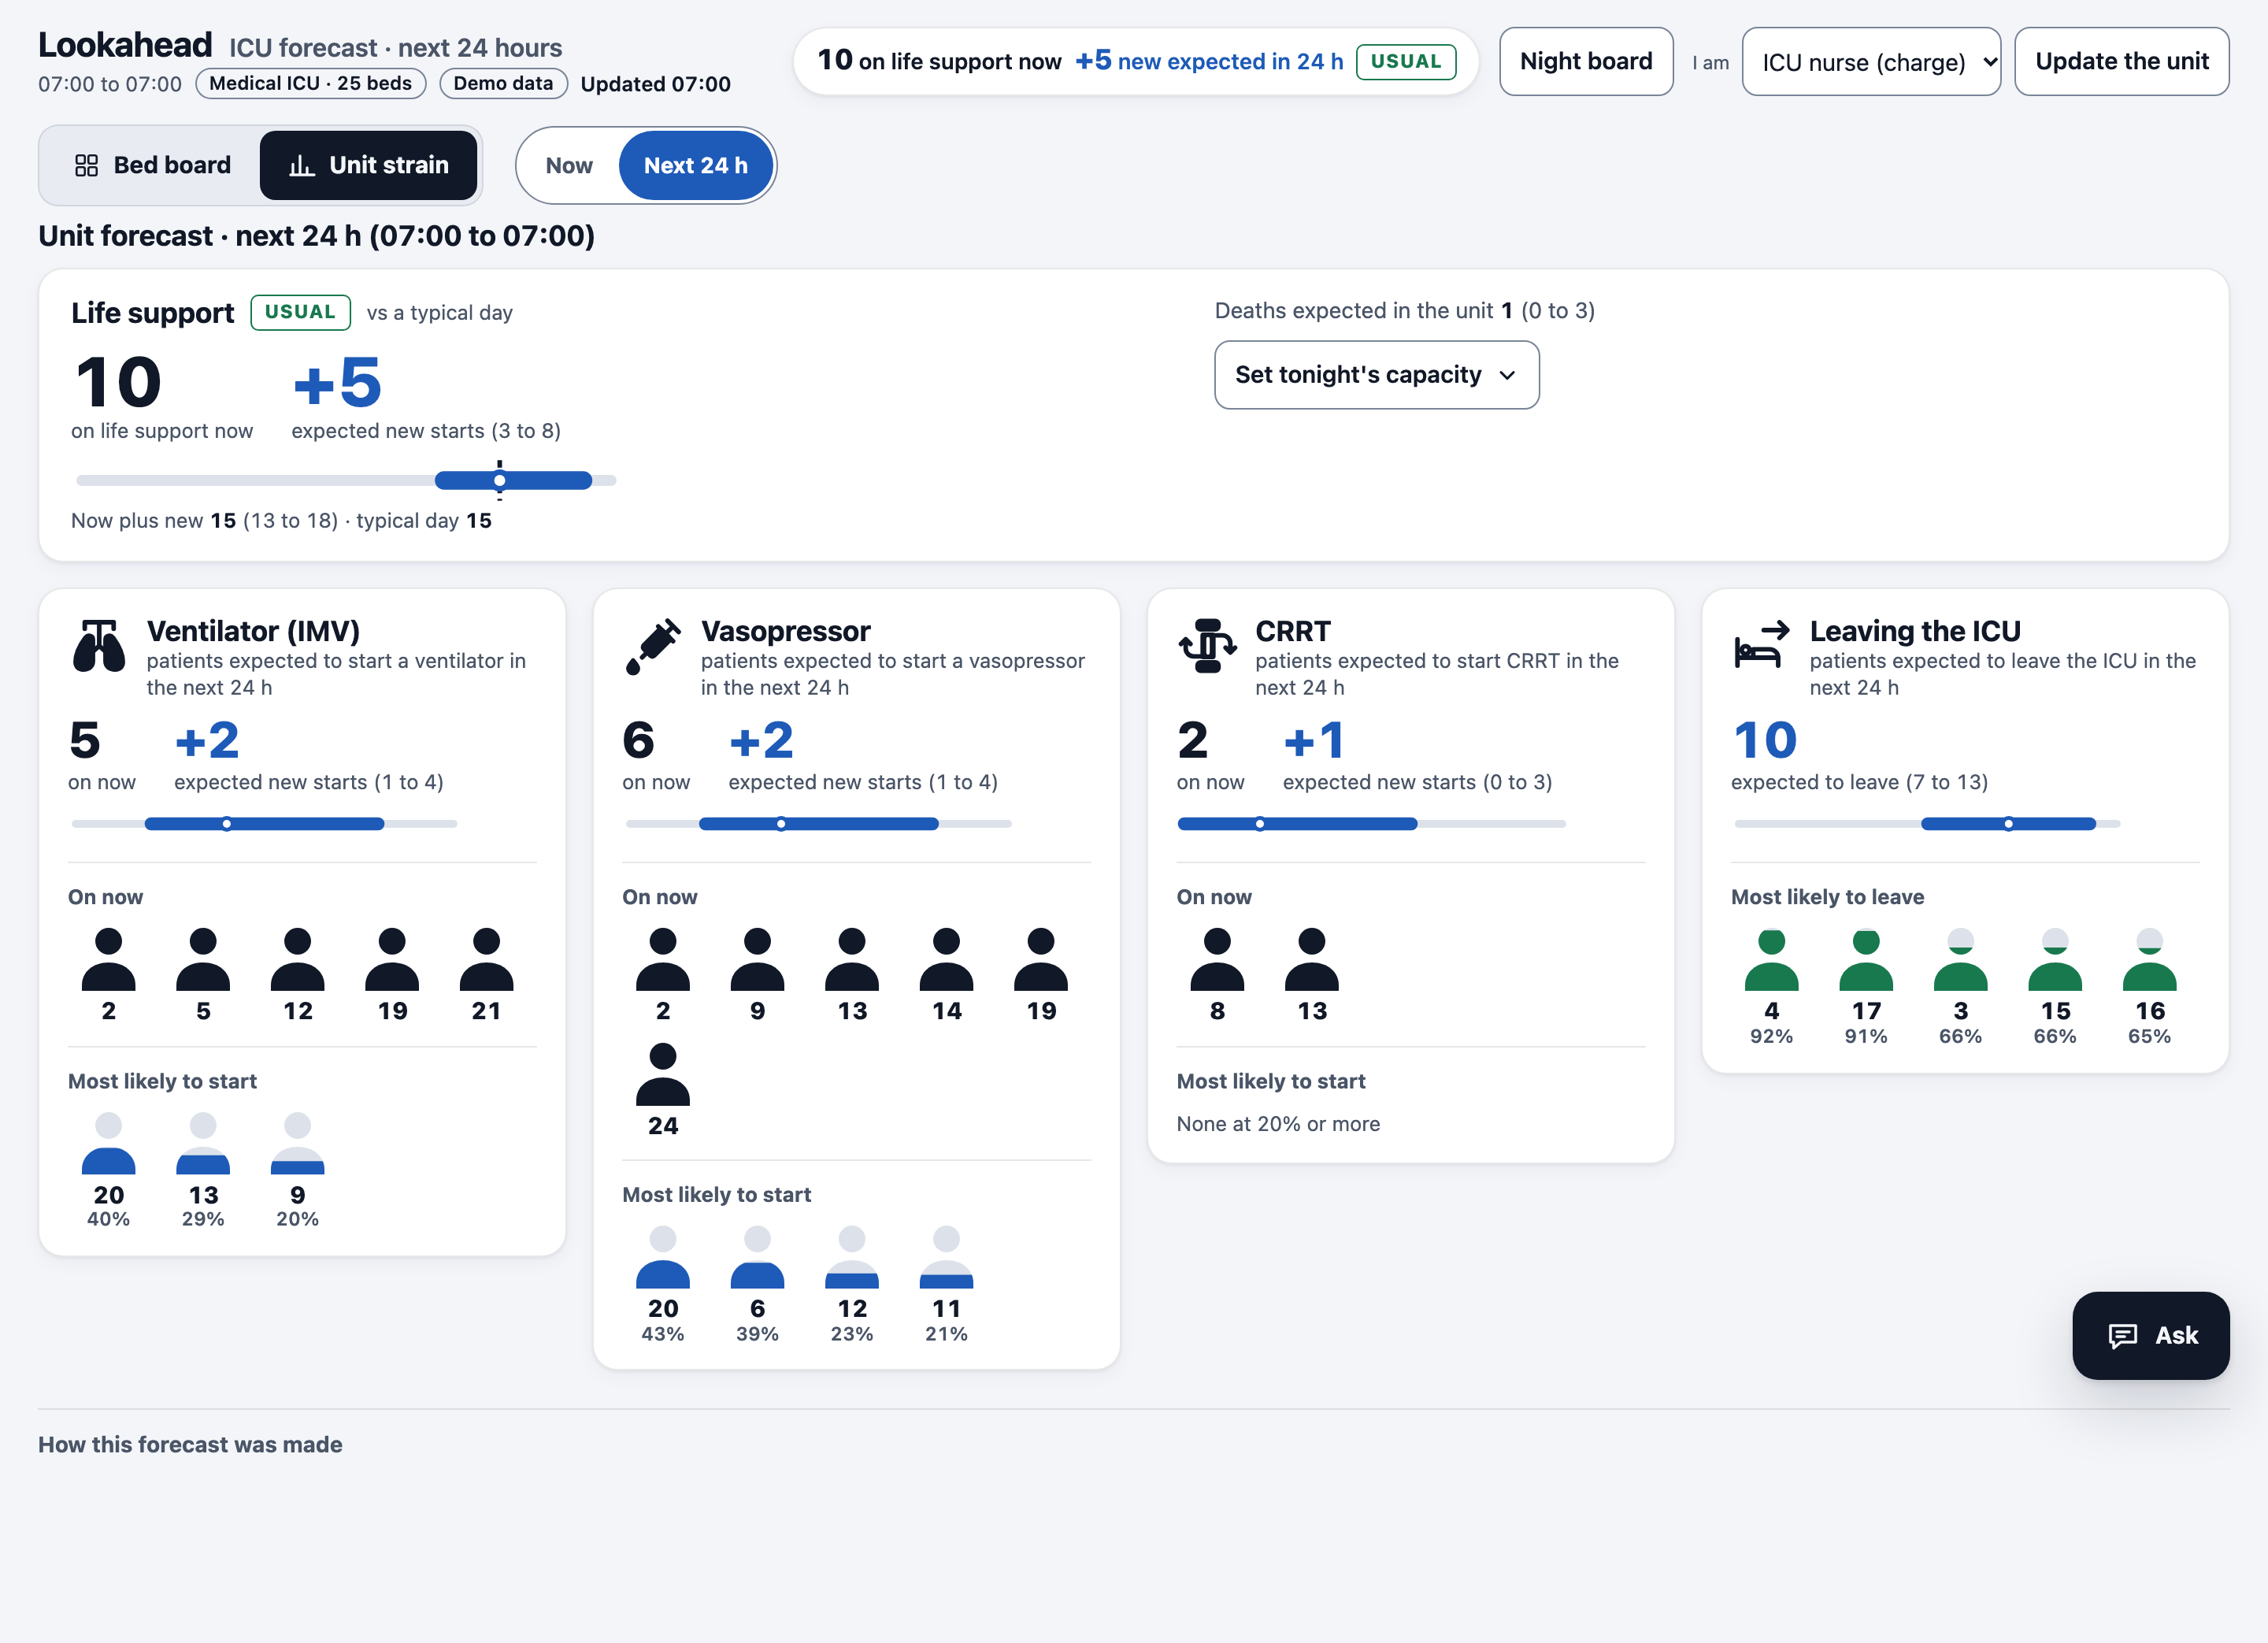 Lookahead ICU forecast · next 24 hours
07:00 to 07:00 Medical ICU · 25 beds Demo data Updated 07:00
10 on life support now +5 new expected in 24 h USUAL
Night board
I am ICU nurse (charge)
Update the unit
Bed board Unit strain
Now Next 24 h
Unit forecast · next 24 h (07:00 to 07:00)
Life support USUAL vs a typical day
10 +5
on life support now expected new starts (3 to 8)
Now plus new 15 (13 to 18) · typical day 15
Deaths expected in the unit 1 (0 to 3)
Set tonight's capacity
Ventilator (IMV)
patients expected to start a ventilator in
the next 24 h
5 +2
on now expected new starts (1 to 4)
On now
2 5 12 19 21
Most likely to start
20 13 9
40% 29% 20%
Vasopressor
patients expected to start a vasopressor
in the next 24 h
6 +2
on now expected new starts (1 to 4)
On now
2 9 13 14 19
24
Most likely to start
20 6 12 11
43% 39% 23% 21%
CRRT
patients expected to start CRRT in the
next 24 h
2 +1
on now expected new starts (0 to 3)
On now
8 13
Most likely to start
None at 20% or more
Leaving the ICU
patients expected to leave the ICU in the
next 24 h
10
expected to leave (7 to 13)
Most likely to leave
4 17 3 15 16
92% 91% 66% 66% 65%
Ask
How this forecast was made